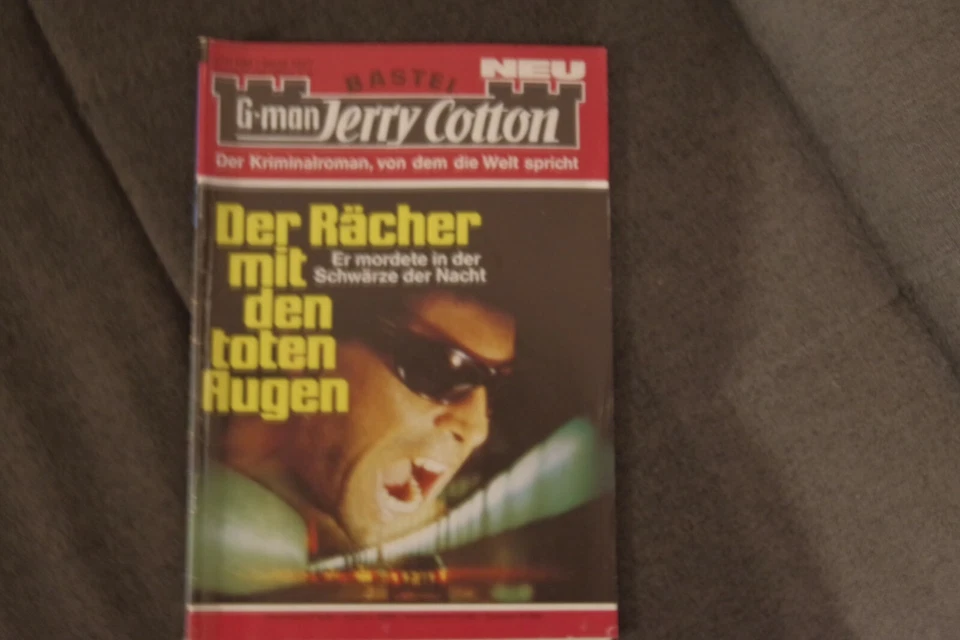 BASTEI
NEU
G-man Jerry Cotton
Der Kriminalroman, von dem die Welt spricht
Der Rächer
mit
den
toten
Augen
Er mordete in der
Schwärze der Nacht